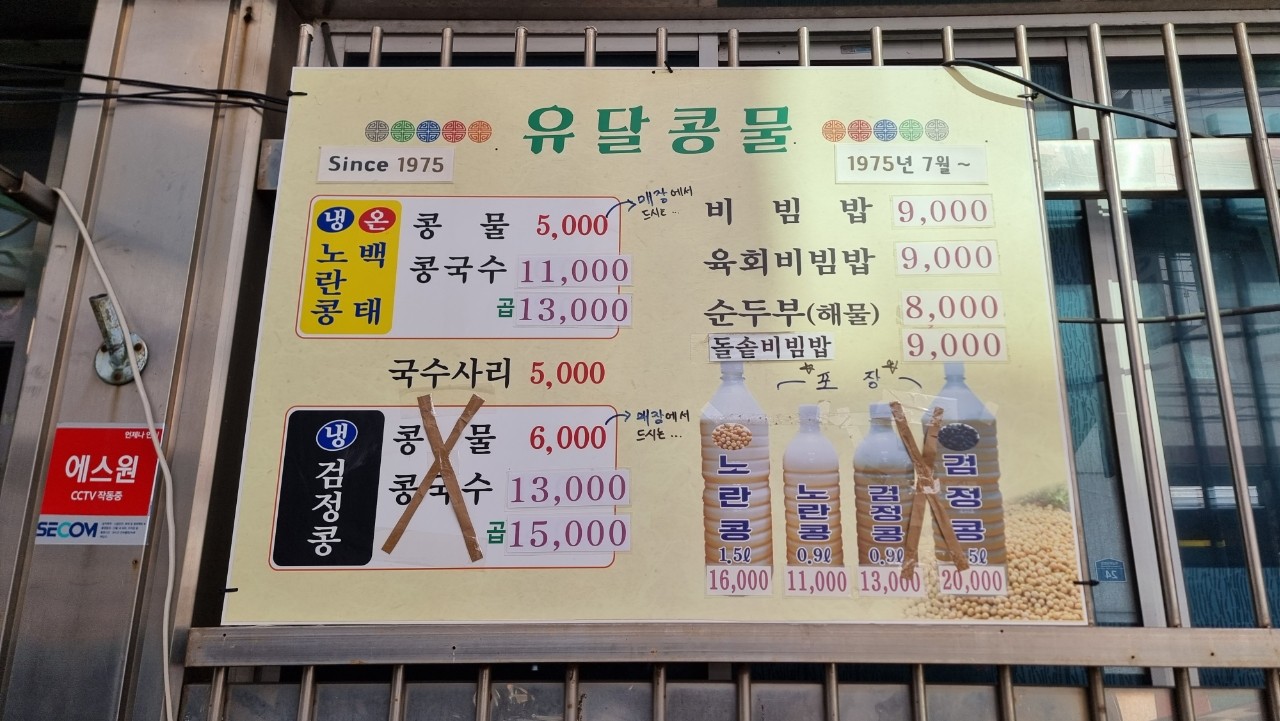 유달콩물
Since 1975
1975년 7월 ~
냉 온
노란콩 백태
콩물 5,000
매장에서
드시는...
콩국수 11,000
곱 13,000
국수사리 5,000
냉
검정콩
콩물 6,000
매장에서
드시는...
콩국수 13,000
곱 15,000
비빔밥 9,000
육회비빔밥 9,000
순두부(해물) 8,000
돌솥비빔밥 9,000
포장
노란콩 1.5ℓ 16,000
노란콩 0.9ℓ 11,000
검정콩 0.9ℓ 13,000
검정콩 5ℓ 20,000
에스원
CCTV 작동중
SECOM
24